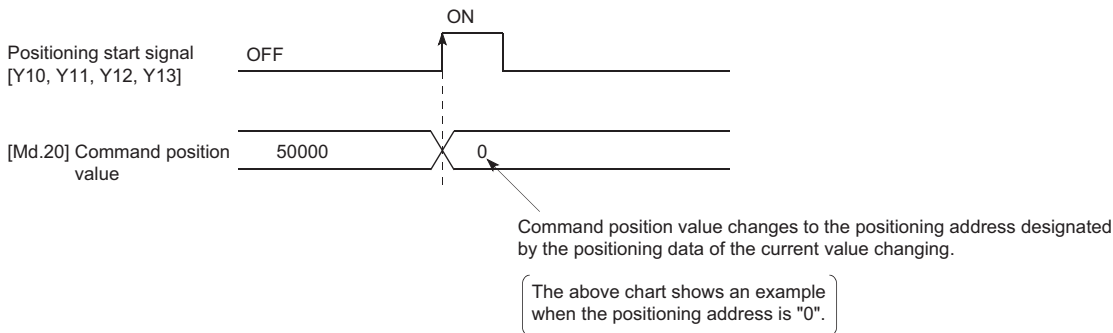 ON
Positioning start signal
[Y10, Y11, Y12, Y13]
OFF
[Md.20] Command position
value
50000
0
Command position value changes to the positioning address designated
by the positioning data of the current value changing.
The above chart shows an example
when the positioning address is "0".